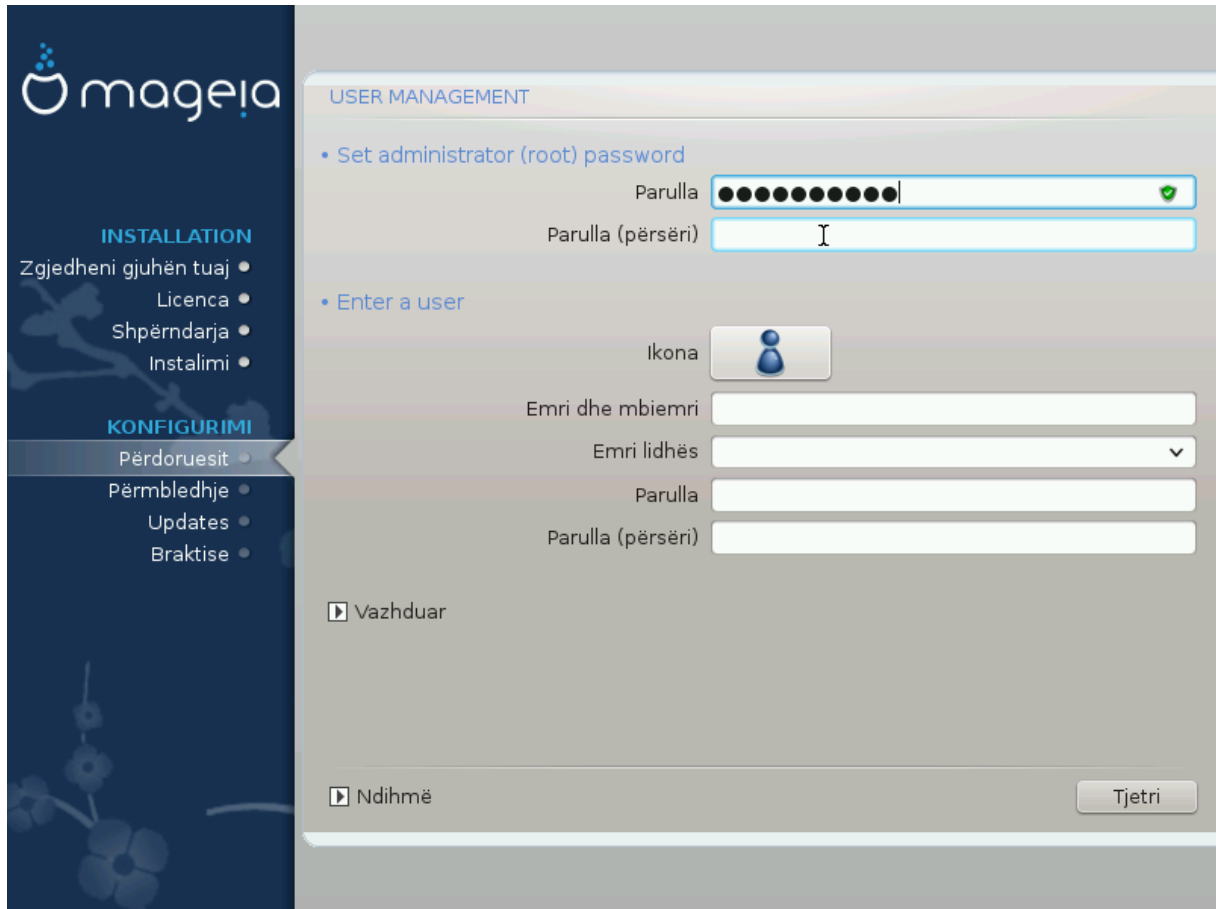 mageia
INSTALLATION
Zgjedheni gjuhën tuaj
Licenca
Shpërndarja
Instalimi
KONFIGURIMI
Përdoruesit
Përmbledhje
Updates
Braktise
USER MANAGEMENT
• Set administrator (root) password
Parulla ●●●●●●●●●●
Parulla (përsëri)
• Enter a user
Ikona
Emri dhe mbiemri
Emri lidhës
Parulla
Parulla (përsëri)
Vazhduar
Ndihmë
Tjetri